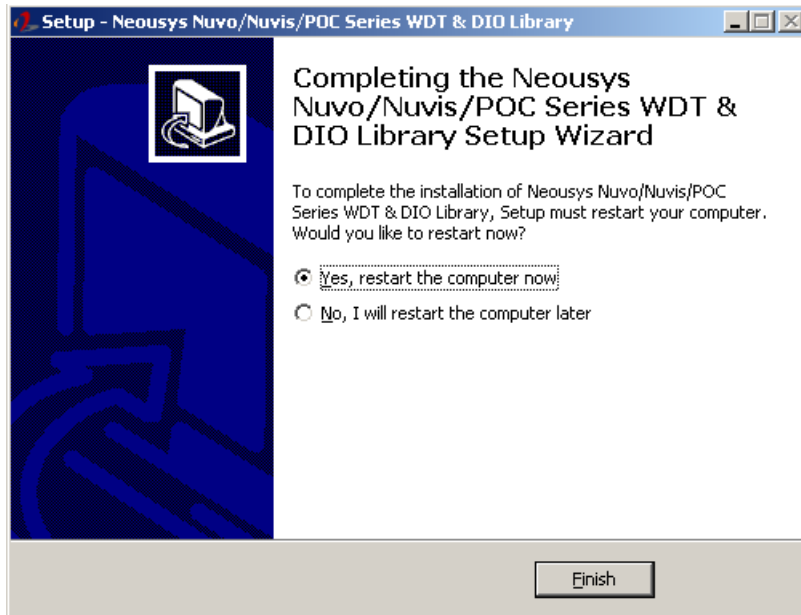 Setup - Neousys Nuvo/Nuvis/POC Series WDT & DIO Library
Completing the Neousys
Nuvo/Nuvis/POC Series WDT &
DIO Library Setup Wizard
To complete the installation of Neousys Nuvo/Nuvis/POC
Series WDT & DIO Library, Setup must restart your computer.
Would you like to restart now?
Yes, restart the computer now
No, I will restart the computer later
Finish